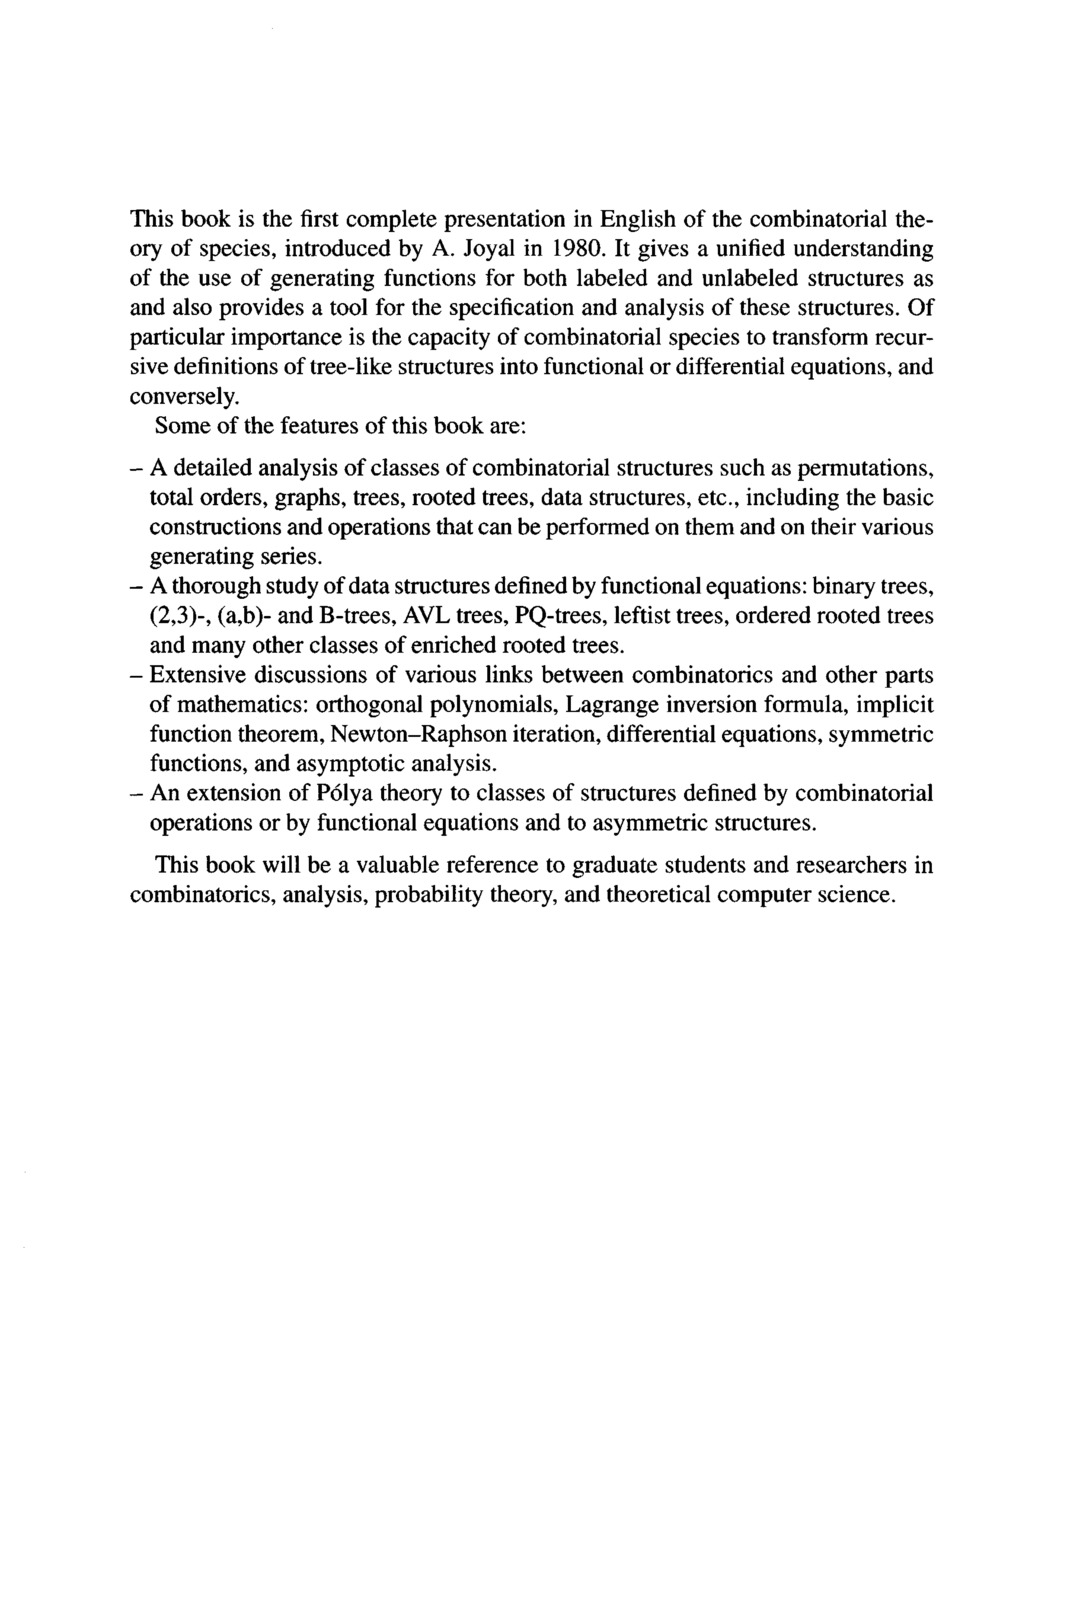 This book is the first complete presentation in English of the combinatorial the-
ory of species, introduced by A. Joyal in 1980. It gives a unified understanding
of the use of generating functions for both labeled and unlabeled structures as
and also provides a tool for the specification and analysis of these structures. Of
particular importance is the capacity of combinatorial species to transform recur-
sive definitions of tree-like structures into functional or differential equations, and
conversely.
Some of the features of this book are:
– A detailed analysis of classes of combinatorial structures such as permutations,
total orders, graphs, trees, rooted trees, data structures, etc., including the basic
constructions and operations that can be performed on them and on their various
generating series.
– A thorough study of data structures defined by functional equations: binary trees,
(2,3)-, (a,b)- and B-trees, AVL trees, PQ-trees, leftist trees, ordered rooted trees
and many other classes of enriched rooted trees.
– Extensive discussions of various links between combinatorics and other parts
of mathematics: orthogonal polynomials, Lagrange inversion formula, implicit
function theorem, Newton–Raphson iteration, differential equations, symmetric
functions, and asymptotic analysis.
– An extension of Pólya theory to classes of structures defined by combinatorial
operations or by functional equations and to asymmetric structures.
This book will be a valuable reference to graduate students and researchers in
combinatorics, analysis, probability theory, and theoretical computer science.